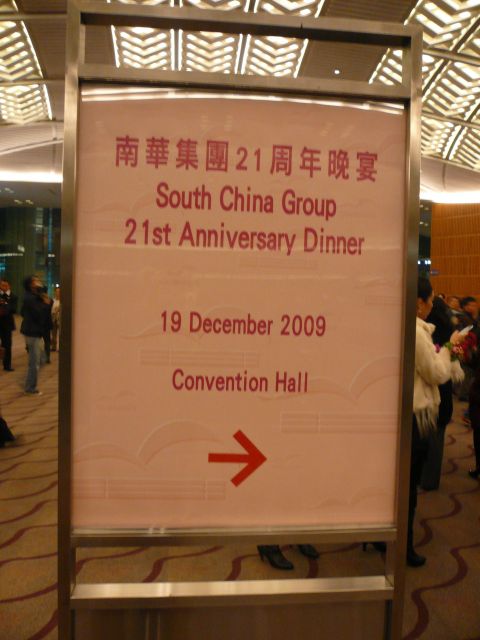 南華集團21周年晚宴
South China Group
21st Anniversary Dinner
19 December 2009
Convention Hall